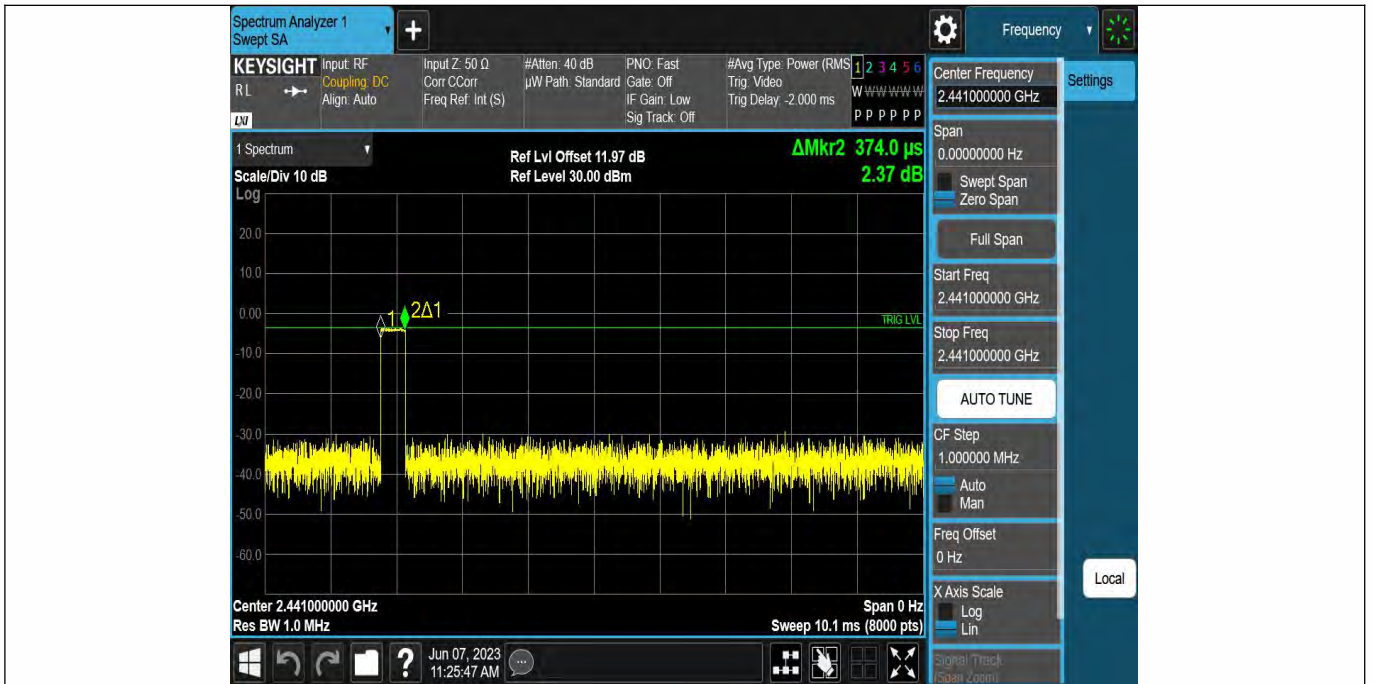 Spectrum Analyzer 1
Swept SA
Frequency
KEYSIGHT
RL
LXI
Input: RF
Coupling: DC
Align: Auto
Input Z: 50 Ω
Corr CCorr
Freq Ref: Int (S)
#Atten: 40 dB
µW Path: Standard
PNO: Fast
Gate: Off
IF Gain: Low
Sig Track: Off
#Avg Type: Power (RMS
Trig: Video
Trig Delay: -2.000 ms
1 2 3 4 5 6
W W W W W W
P P P P P P
1 Spectrum
Scale/Div 10 dB
Log
Ref Lvl Offset 11.97 dB
Ref Level 30.00 dBm
ΔMkr2 374.0 µs
2.37 dB
20.0
10.0
0.00
-10.0
-20.0
-30.0
-40.0
-50.0
-60.0
1
2Δ1
TRIG LVL
Center 2.441000000 GHz
Res BW 1.0 MHz
Span 0 Hz
Sweep 10.1 ms (8000 pts)
Center Frequency
2.441000000 GHz
Settings
Span
0.00000000 Hz
Swept Span
Zero Span
Full Span
Start Freq
2.441000000 GHz
Stop Freq
2.441000000 GHz
AUTO TUNE
CF Step
1.000000 MHz
Auto
Man
Freq Offset
0 Hz
X Axis Scale
Log
Lin
Signal Track
(Span Zoom)
Local
?
Jun 07, 2023
11:25:47 AM